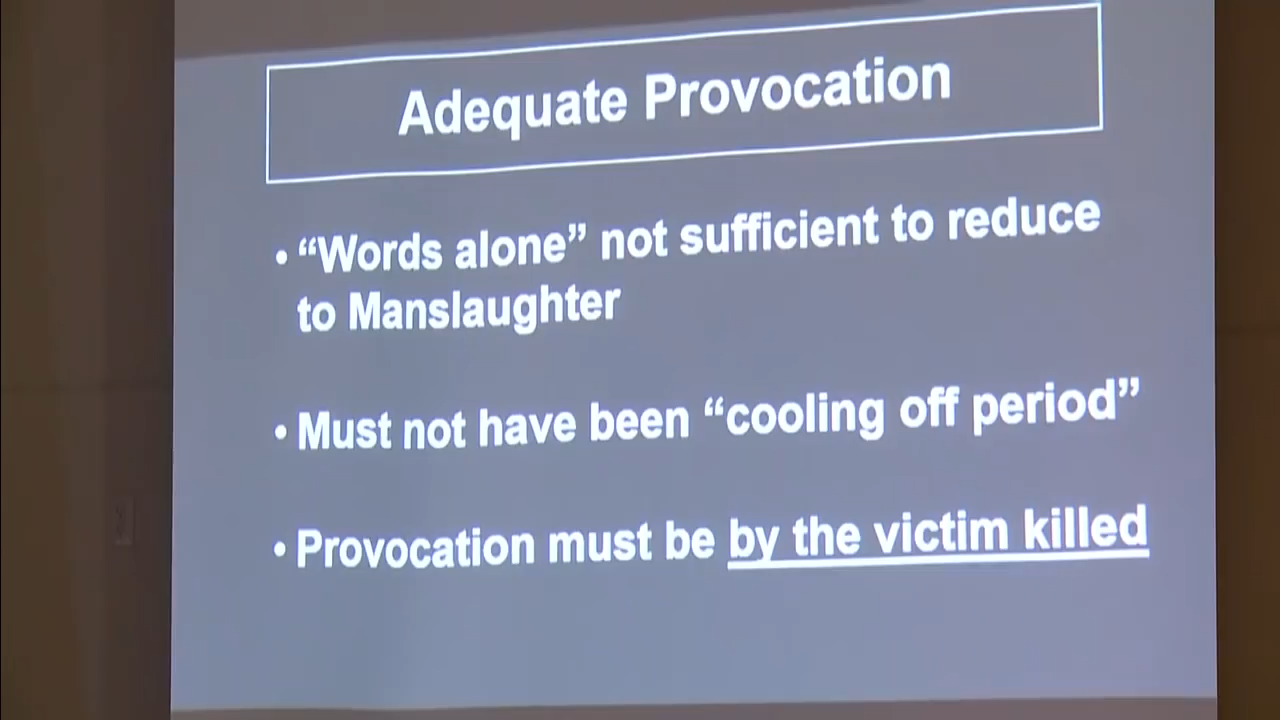 Adequate Provocation
• “Words alone” not sufficient to reduce
to Manslaughter
• Must not have been “cooling off period”
• Provocation must be by the victim killed